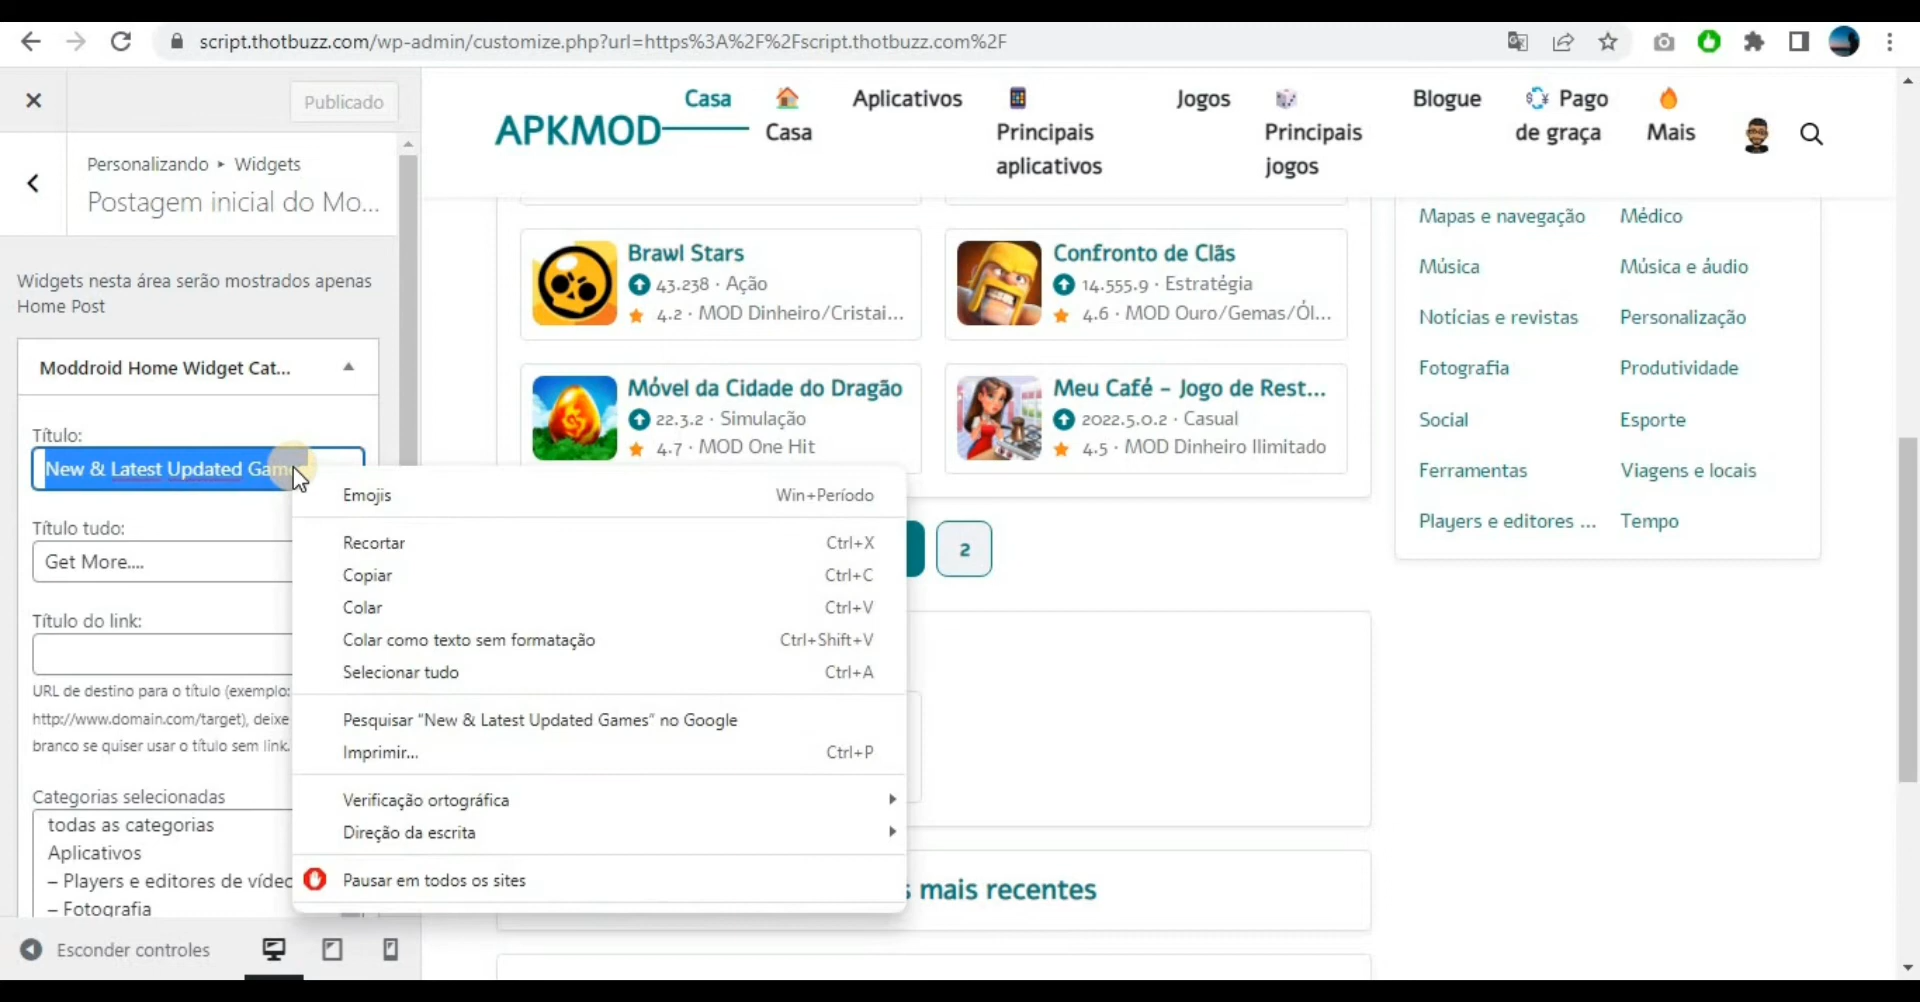 script.thotbuzz.com/wp-admin/customize.php?url=https%3A%2F%2Fscript.thotbuzz.com%2F
Publicado
Personalizando ▸ Widgets
Postagem inicial do Mo...
Widgets nesta área serão mostrados apenas
Home Post
Moddroid Home Widget Cat...
Título:
New & Latest Updated Gam
Título tudo:
Get More....
Título do link:
URL de destino para o título (exemplo:
http://www.domain.com/target), deixe
branco se quiser usar o título sem link.
Categorias selecionadas
todas as categorias
Aplicativos
– Players e editores de vídeo
– Fotografia
Esconder controles
Emojis Win+Período
Recortar Ctrl+X
Copiar Ctrl+C
Colar Ctrl+V
Colar como texto sem formatação Ctrl+Shift+V
Selecionar tudo Ctrl+A
Pesquisar "New & Latest Updated Games" no Google
Imprimir... Ctrl+P
Verificação ortográfica
Direção da escrita
Pausar em todos os sites
APKMOD
Casa
Casa
Aplicativos
Principais
aplicativos
Jogos
Principais
jogos
Blogue
Pago
de graça
Mais
Brawl Stars
43.238 · Ação
4.2 · MOD Dinheiro/Cristai...
Confronto de Clãs
14.555.9 · Estratégia
4.6 · MOD Ouro/Gemas/Ól...
Móvel da Cidade do Dragão
22.3.2 · Simulação
4.7 · MOD One Hit
Meu Café – Jogo de Rest...
2022.5.0.2 · Casual
4.5 · MOD Dinheiro Ilimitado
2
mais recentes
Mapas e navegação Médico
Música Música e áudio
Notícias e revistas Personalização
Fotografia Produtividade
Social Esporte
Ferramentas Viagens e locais
Players e editores ... Tempo